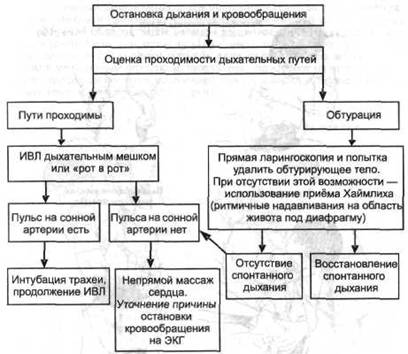 Остановка дыхания и кровообращения
Оценка проходимости дыхательных путей
Пути проходимы
Обтурация
ИВЛ дыхательным мешком
или «рот в рот»
Прямая ларингоскопия и попытка
удалить обтурирующее тело.
При отсутствии этой возможности —
использование приёма Хаймлиха
(ритмичные надавливания на область
живота под диафрагму)
Пульс на сонной
артерии есть
Пульса на сонной
артерии нет
Отсутствие
спонтанного
дыхания
Восстановление
спонтанного
дыхания
Интубация трахеи,
продолжение ИВЛ
Непрямой массаж
сердца.
Уточнение причины
остановки
кровообращения
на ЭКГ